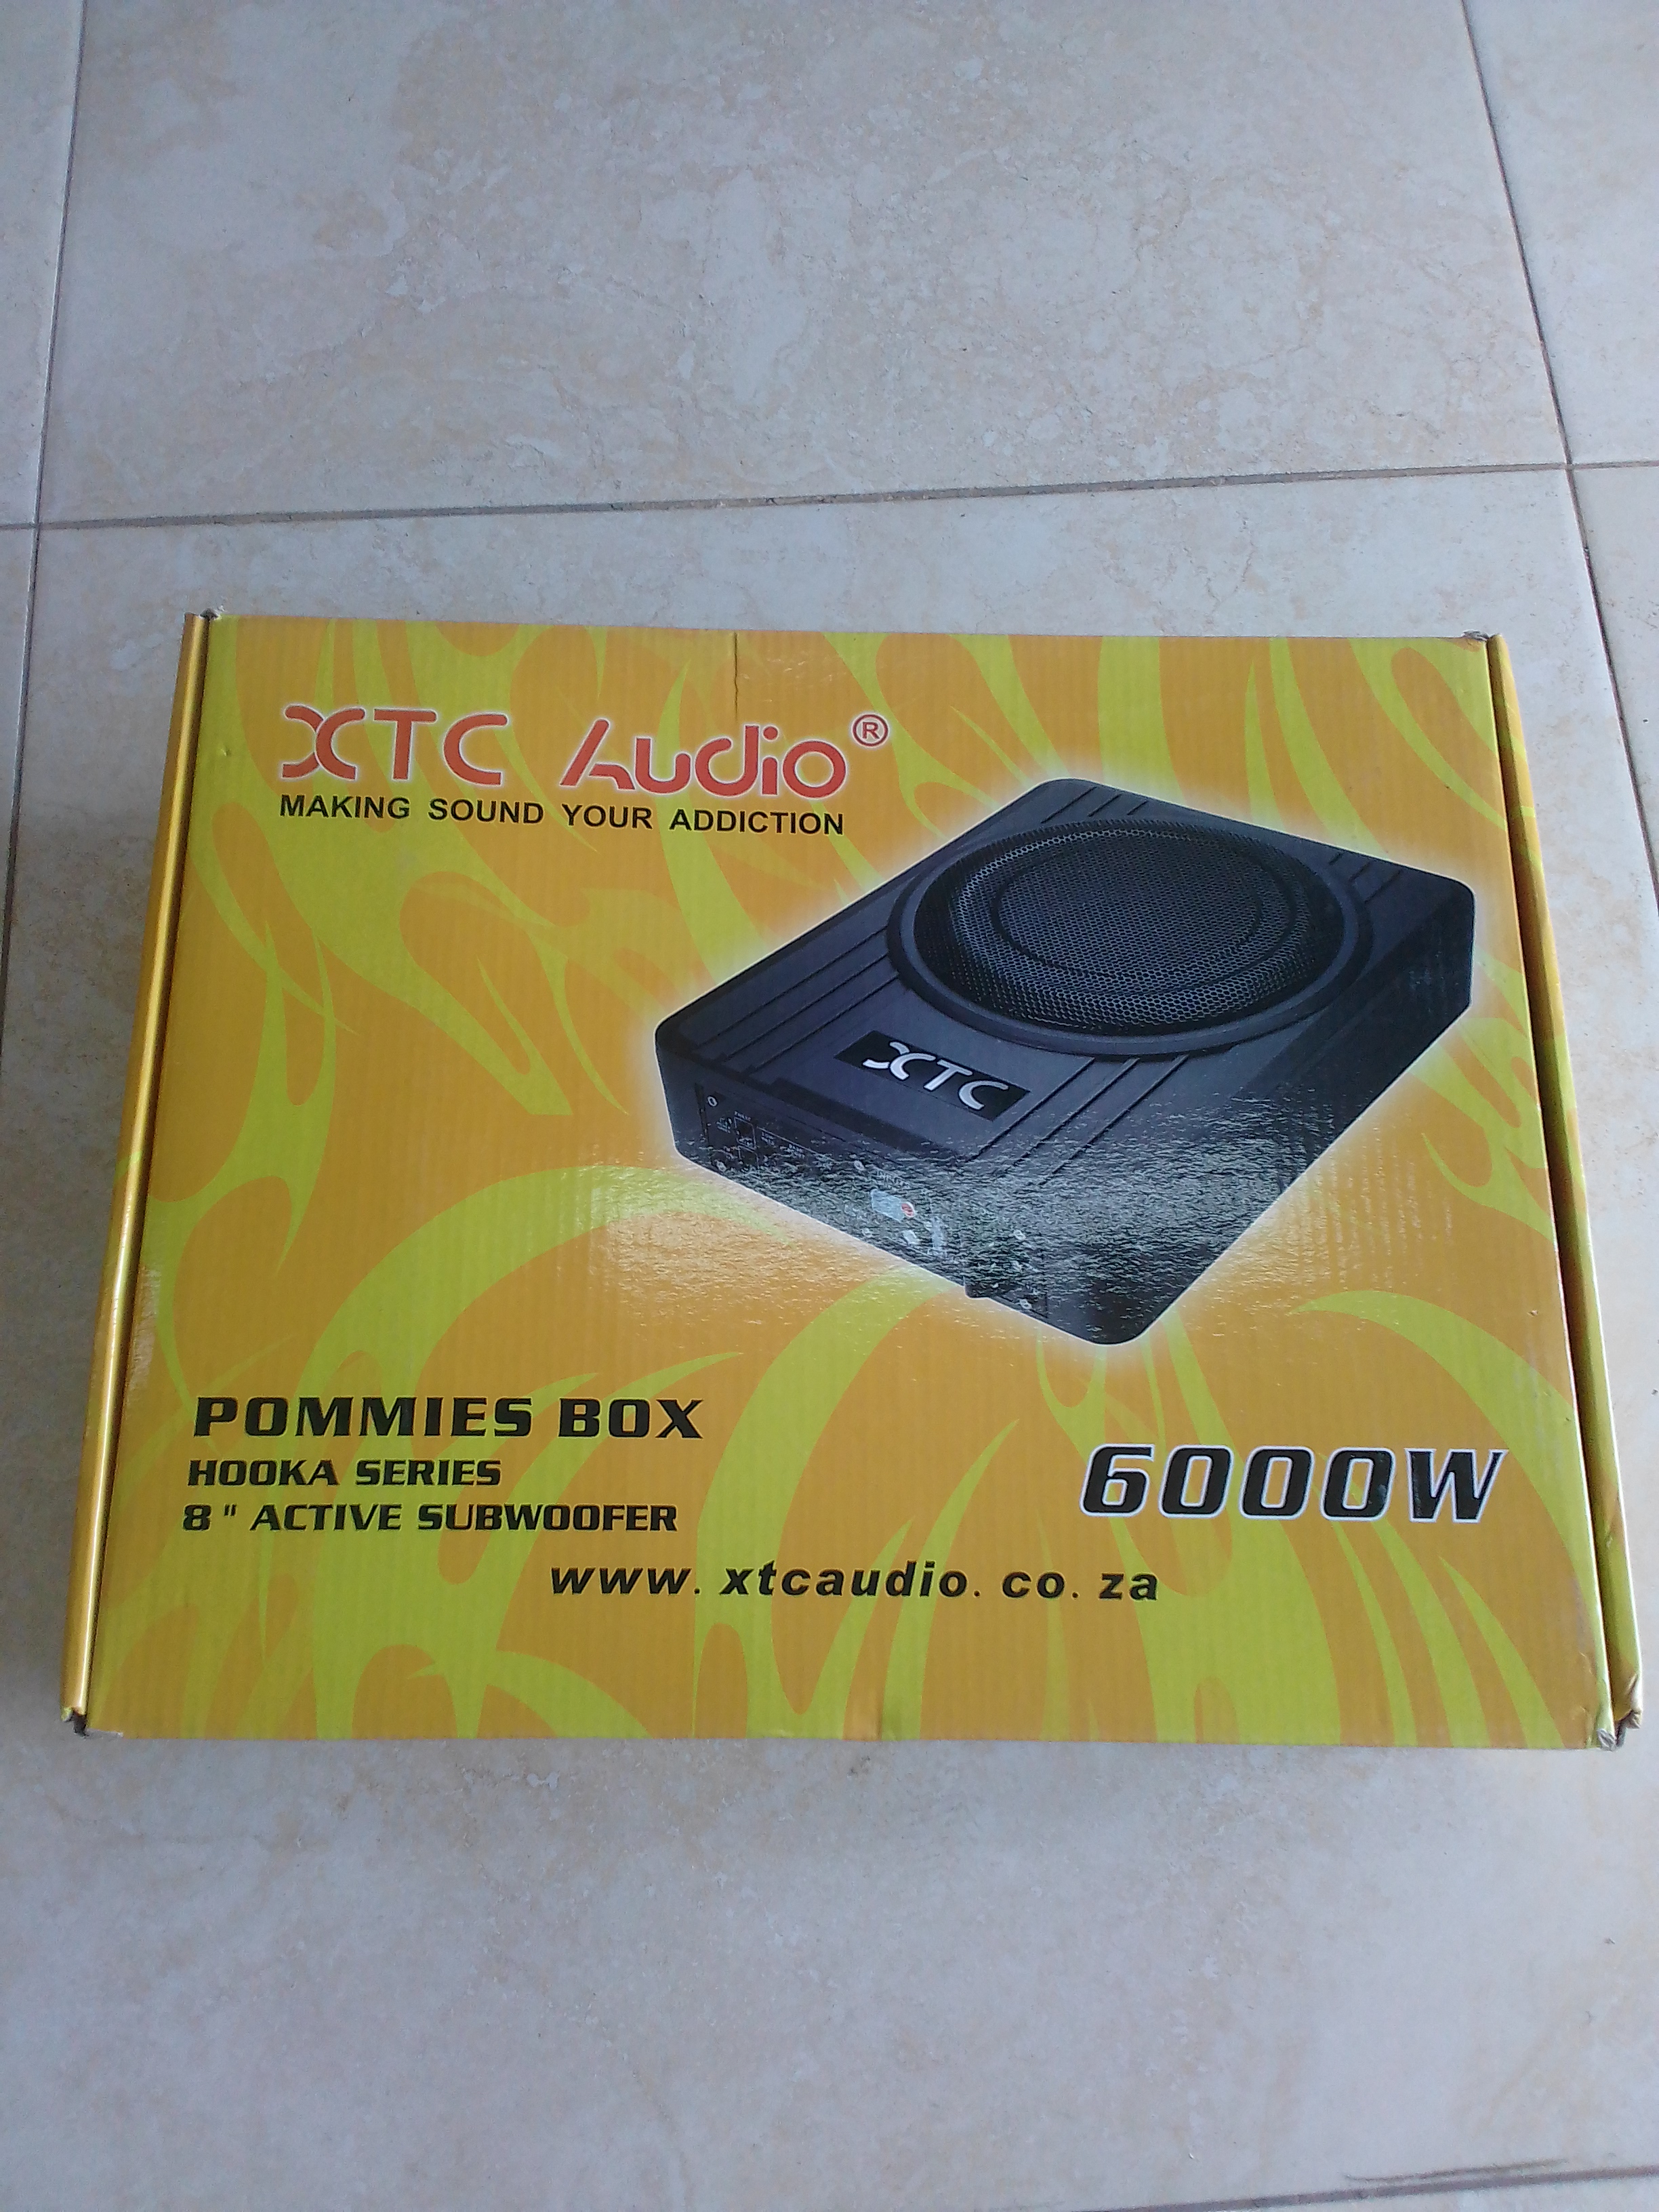 XTC Audio®
MAKING SOUND YOUR ADDICTION
XTC
POMMIES BOX
HOOKA SERIES
8" ACTIVE SUBWOOFER
6000W
www.xtcaudio.co.za